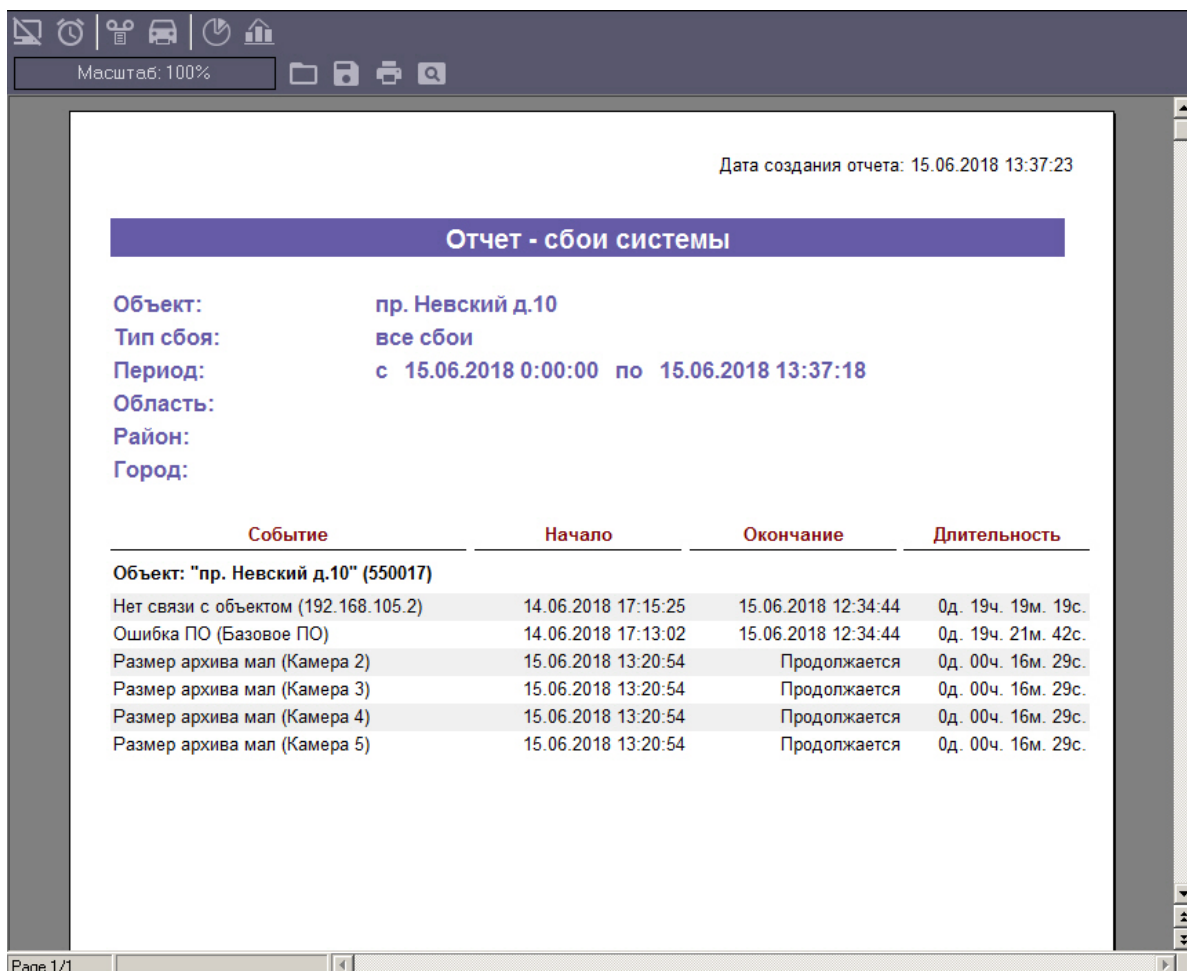 Масштаб: 100%
Дата создания отчета: 15.06.2018 13:37:23
Отчет - сбои системы
Объект: пр. Невский д.10
Тип сбоя: все сбои
Период: с 15.06.2018 0:00:00 по 15.06.2018 13:37:18
Область:
Район:
Город:
Событие Начало Окончание Длительность
Объект: "пр. Невский д.10" (550017)
Нет связи с объектом (192.168.105.2) 14.06.2018 17:15:25 15.06.2018 12:34:44 0д. 19ч. 19м. 19с.
Ошибка ПО (Базовое ПО) 14.06.2018 17:13:02 15.06.2018 12:34:44 0д. 19ч. 21м. 42с.
Размер архива мал (Камера 2) 15.06.2018 13:20:54 Продолжается 0д. 00ч. 16м. 29с.
Размер архива мал (Камера 3) 15.06.2018 13:20:54 Продолжается 0д. 00ч. 16м. 29с.
Размер архива мал (Камера 4) 15.06.2018 13:20:54 Продолжается 0д. 00ч. 16м. 29с.
Размер архива мал (Камера 5) 15.06.2018 13:20:54 Продолжается 0д. 00ч. 16м. 29с.
Page 1/1